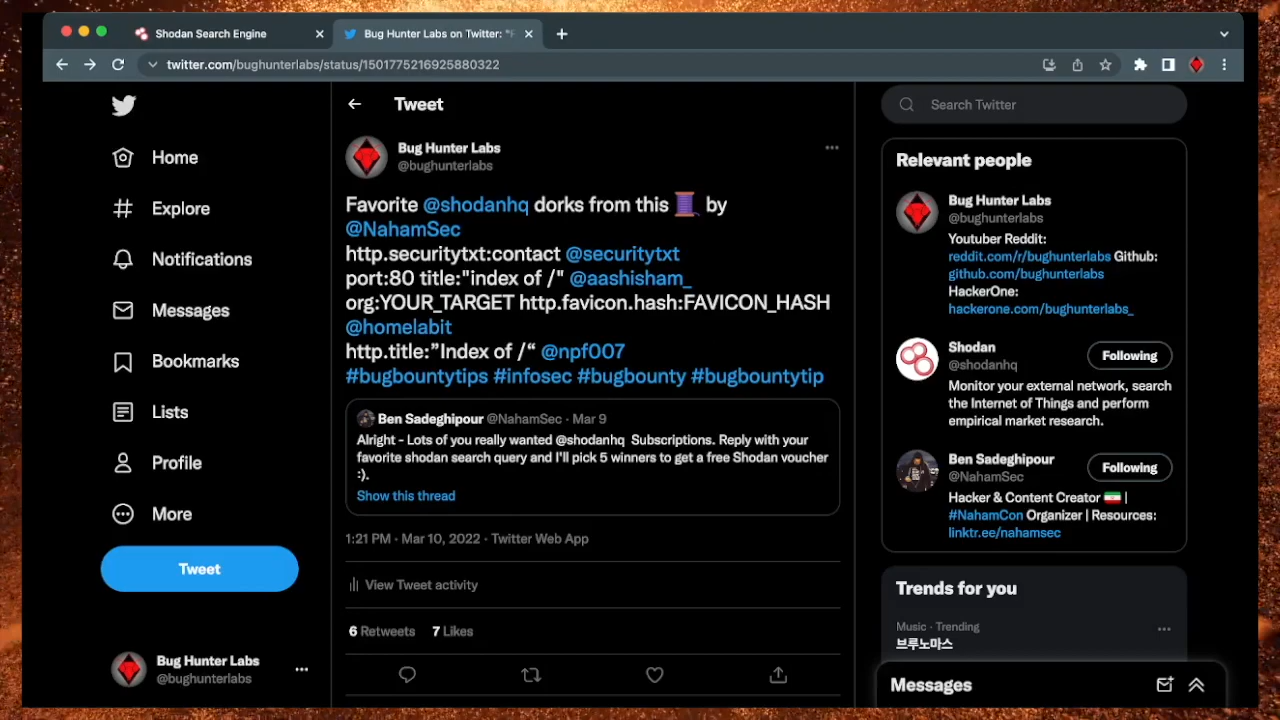 Shodan Search Engine
Bug Hunter Labs on Twitter: "F
twitter.com/bughunterlabs/status/1501775216925880322
Home
Explore
Notifications
Messages
Bookmarks
Lists
Profile
More
Tweet
Bug Hunter Labs
@bughunterlabs
Tweet
Bug Hunter Labs
@bughunterlabs
Favorite @shodanhq dorks from this 🧵 by
@NahamSec
http.securitytxt:contact @securitytxt
port:80 title:"index of /" @aashisham_
org:YOUR_TARGET http.favicon.hash:FAVICON_HASH
@homelabit
http.title:”Index of /“ @npf007
#bugbountytips #infosec #bugbounty #bugbountytip
Ben Sadeghipour @NahamSec · Mar 9
Alright - Lots of you really wanted @shodanhq Subscriptions. Reply with your
favorite shodan search query and I'll pick 5 winners to get a free Shodan voucher
:).
Show this thread
1:21 PM · Mar 10, 2022 · Twitter Web App
View Tweet activity
6 Retweets 7 Likes
Search Twitter
Relevant people
Bug Hunter Labs
@bughunterlabs
Youtuber Reddit:
reddit.com/r/bughunterlabs Github:
github.com/bughunterlabs
HackerOne:
hackerone.com/bughunterlabs_
Shodan
@shodanhq
Following
Monitor your external network, search
the Internet of Things and perform
empirical market research.
Ben Sadeghipour
@NahamSec
Following
Hacker & Content Creator 🇮🇷 |
#NahamCon Organizer | Resources:
linktr.ee/nahamsec
Trends for you
Music · Trending
브루노마스
Messages